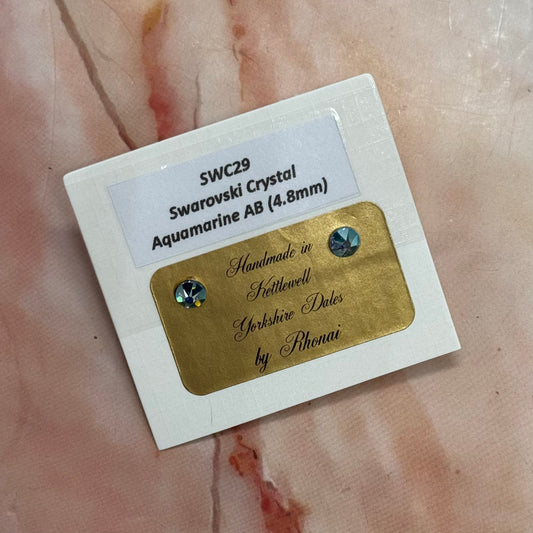 SWC29
Swarovski Crystal
Aquamarine AB (4.8mm)
Handmade in
Kettlewell
Yorkshire Dales
by Rhonai